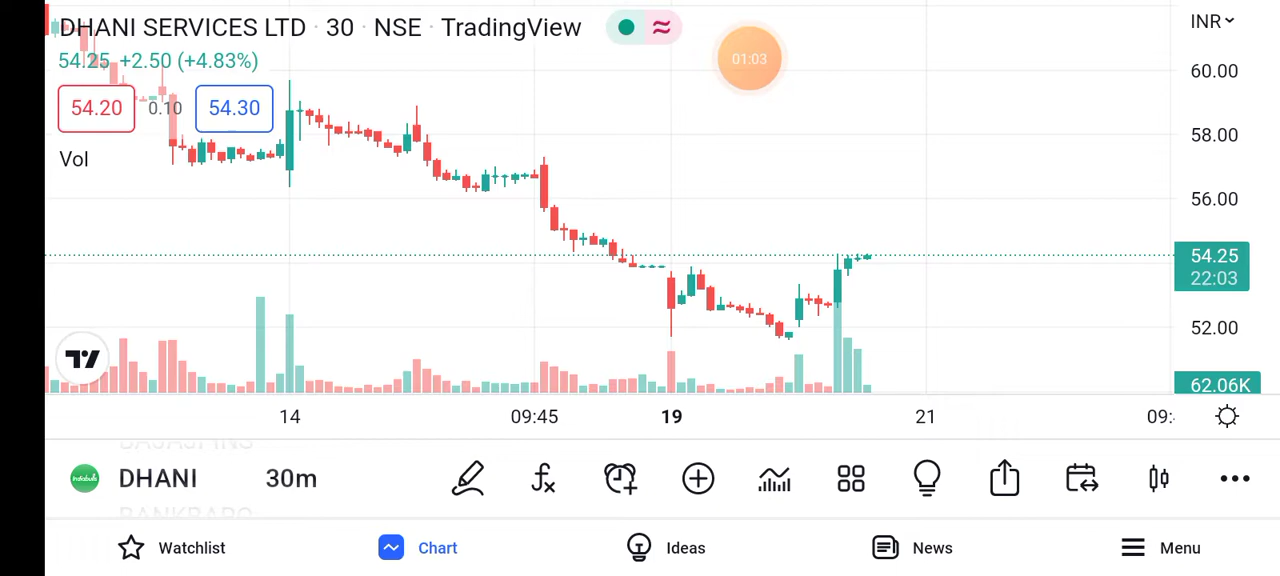 DHANI SERVICES LTD · 30 · NSE · TradingView
01:03
INR
54.25 +2.50 (+4.83%)
54.20 0.10 54.30
Vol
60.00
58.00
56.00
54.25
22:03
52.00
62.06K
14 09:45 19 21 09:
DHANI 30m
Watchlist Chart Ideas News Menu